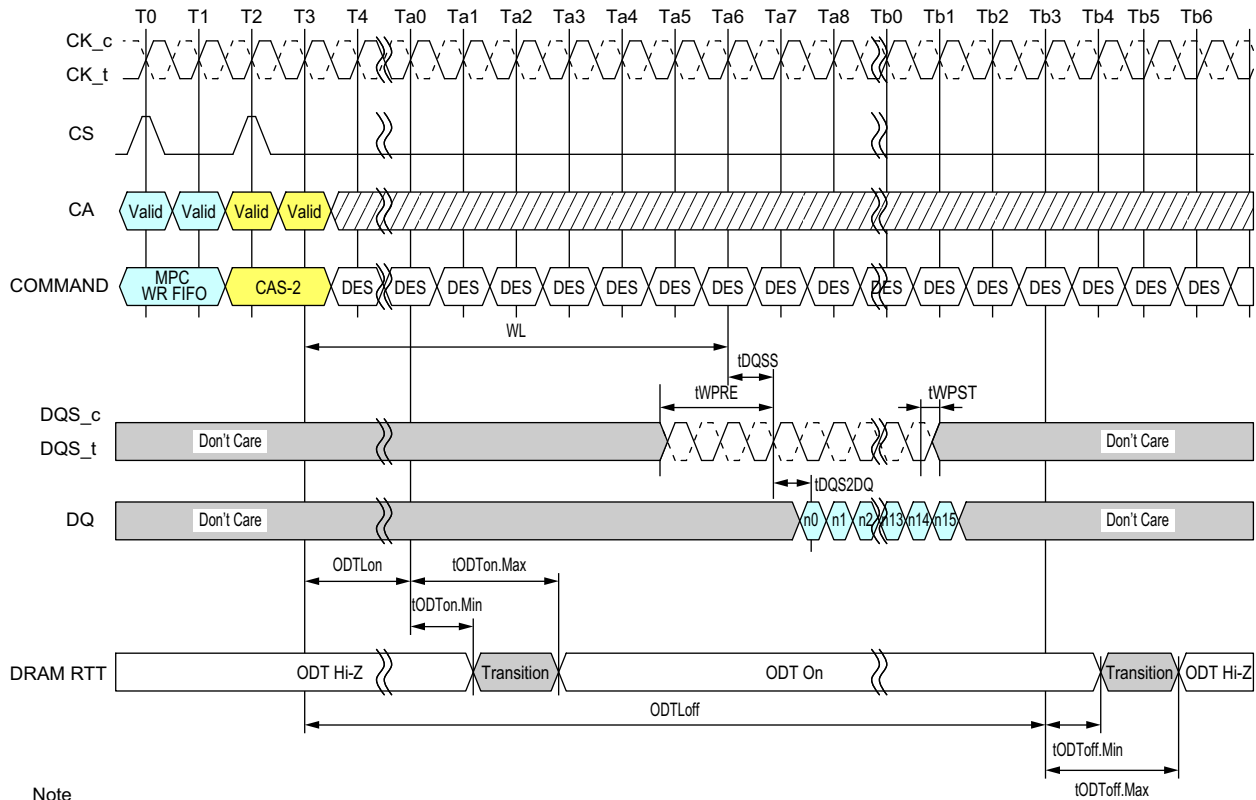 T0 T1 T2 T3 T4 Ta0 Ta1 Ta2 Ta3 Ta4 Ta5 Ta6 Ta7 Ta8 Tb0 Tb1 Tb2 Tb3 Tb4 Tb5 Tb6
CK_c
CK_t
CS
CA Valid Valid Valid Valid
COMMAND MPC WR FIFO CAS-2 DES DES DES DES DES DES DES DES DES DES DES DES DES DES DES DES DES
WL
tDQSS
tWPRE tWPST
DQS_c
DQS_t Don't Care Don't Care
tDQS2DQ
DQ Don't Care n0 n1 n2 n13 n14 n15 Don't Care
ODTLon tODTon.Max
tODTon.Min
DRAM RTT ODT Hi-Z Transition ODT On Transition ODT Hi-Z
ODTLoff
tODToff.Min
tODToff.Max
Note